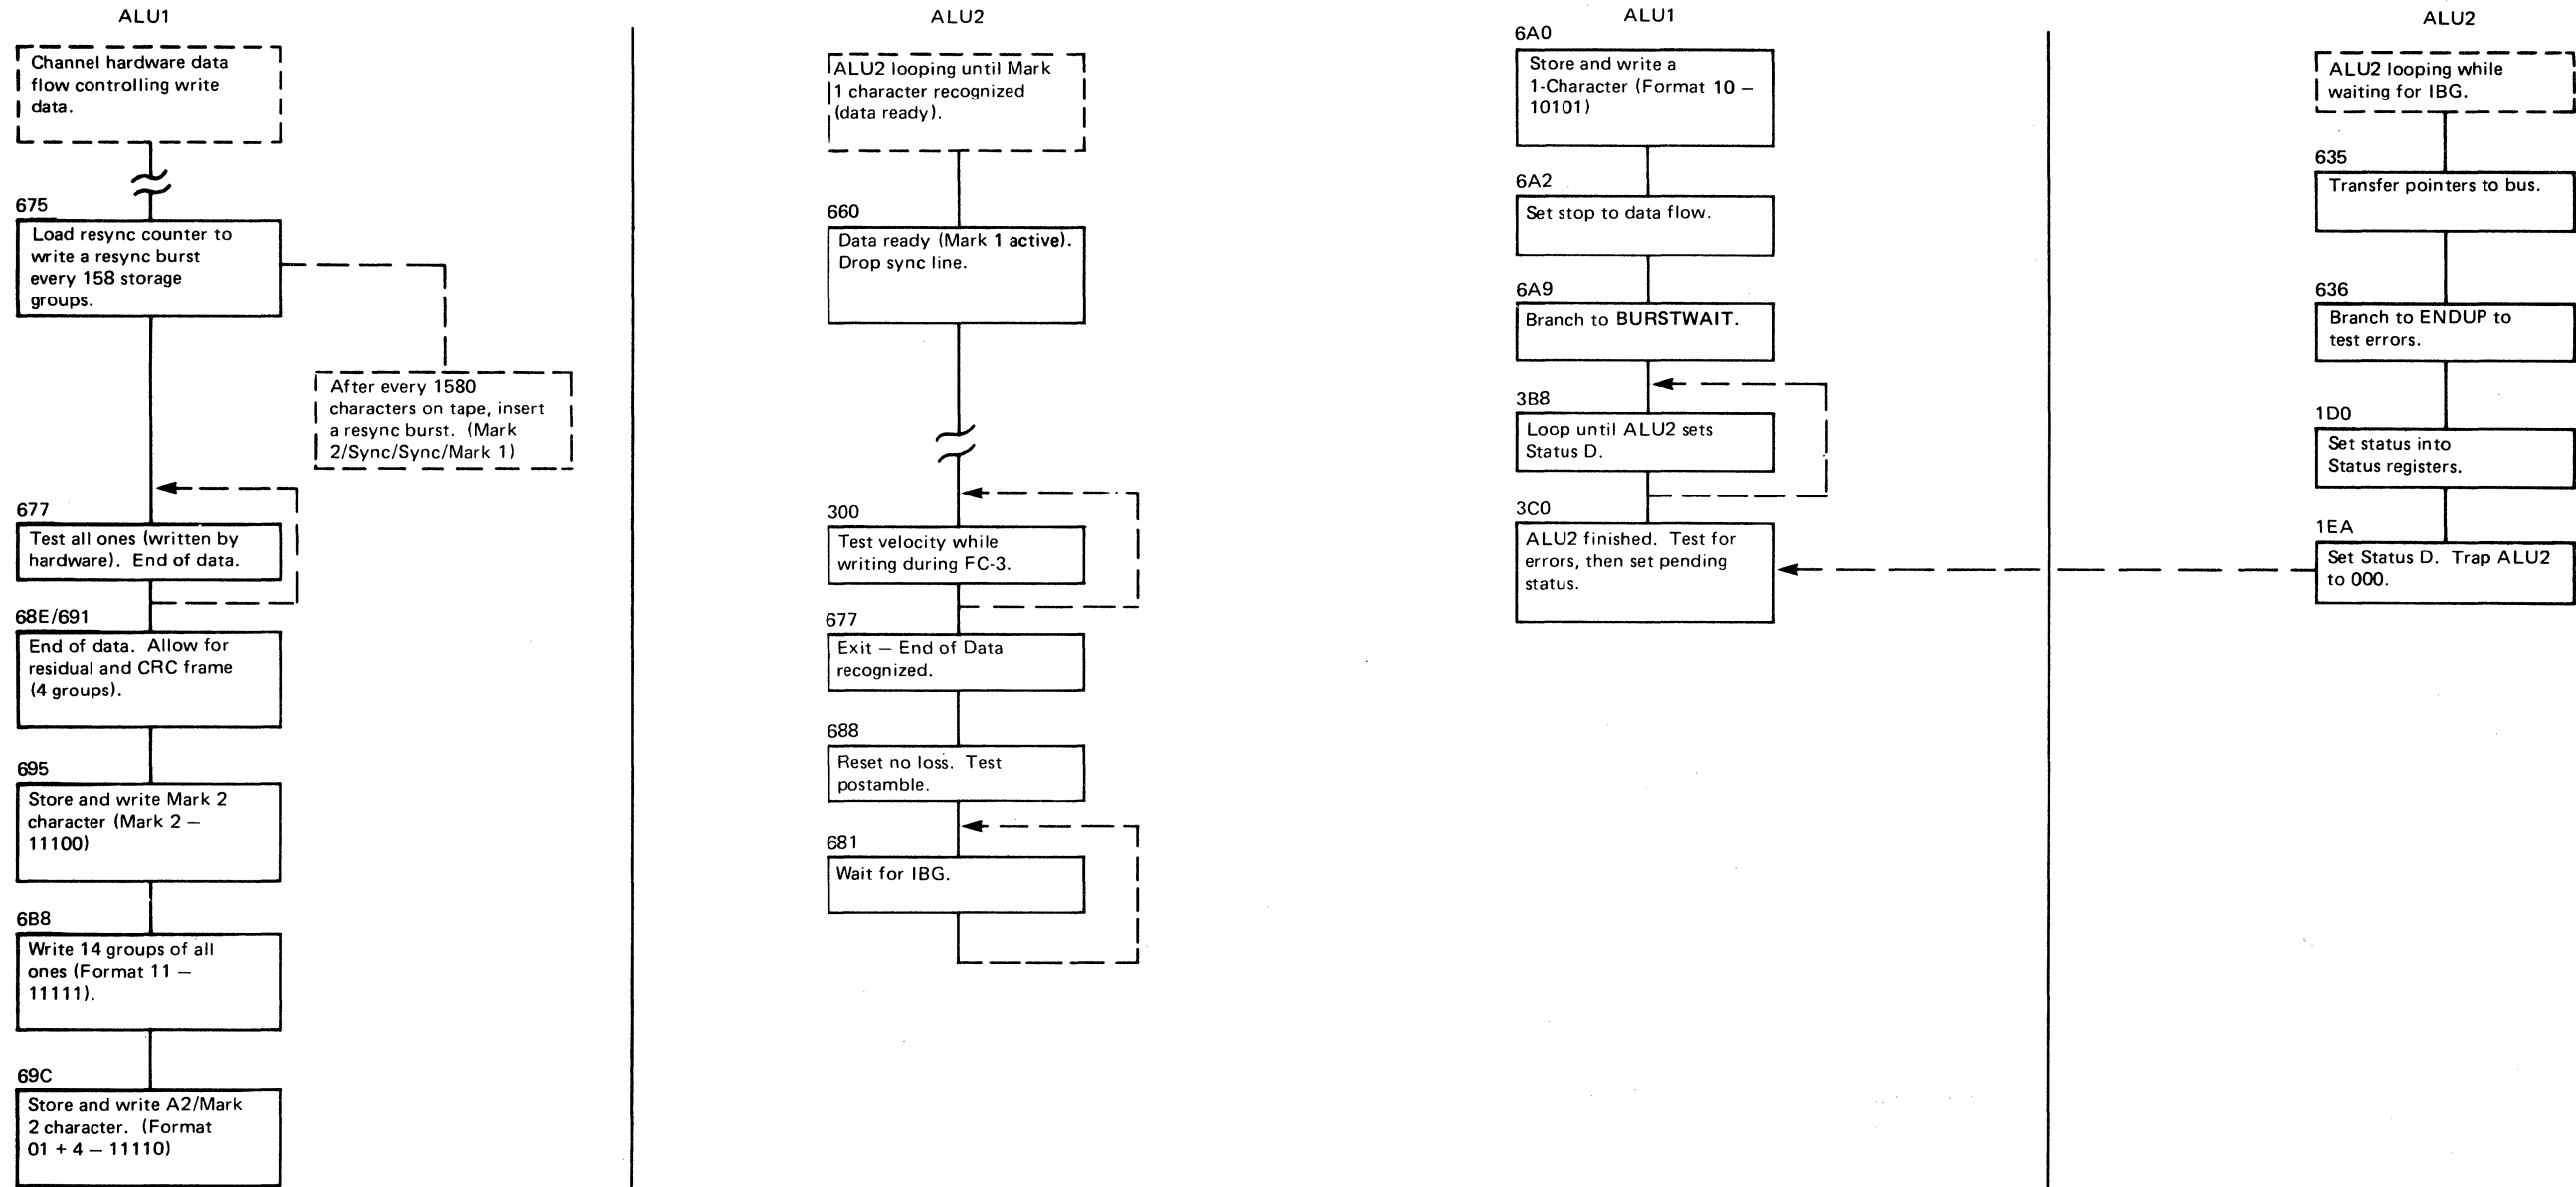 ALU1
Channel hardware data
flow controlling write
data.
675
Load resync counter to
write a resync burst
every 158 storage
groups.
After every 1580
characters on tape, insert
a resync burst. (Mark
2/Sync/Sync/Mark 1)
677
Test all ones (written by
hardware). End of data.
68E/691
End of data. Allow for
residual and CRC frame
(4 groups).
695
Store and write Mark 2
character (Mark 2 —
11100)
6B8
Write 14 groups of all
ones (Format 11 —
11111).
69C
Store and write A2/Mark
2 character. (Format
01 + 4 — 11110)
ALU2
ALU2 looping until Mark
1 character recognized
(data ready).
660
Data ready (Mark 1 active).
Drop sync line.
300
Test velocity while
writing during FC-3.
677
Exit — End of Data
recognized.
688
Reset no loss. Test
postamble.
681
Wait for IBG.
ALU1
6A0
Store and write a
1-Character (Format 10 —
10101)
6A2
Set stop to data flow.
6A9
Branch to BURSTWAIT.
3B8
Loop until ALU2 sets
Status D.
3C0
ALU2 finished. Test for
errors, then set pending
status.
ALU2
ALU2 looping while
waiting for IBG.
635
Transfer pointers to bus.
636
Branch to ENDUP to
test errors.
1D0
Set status into
Status registers.
1EA
Set Status D. Trap ALU2
to 000.